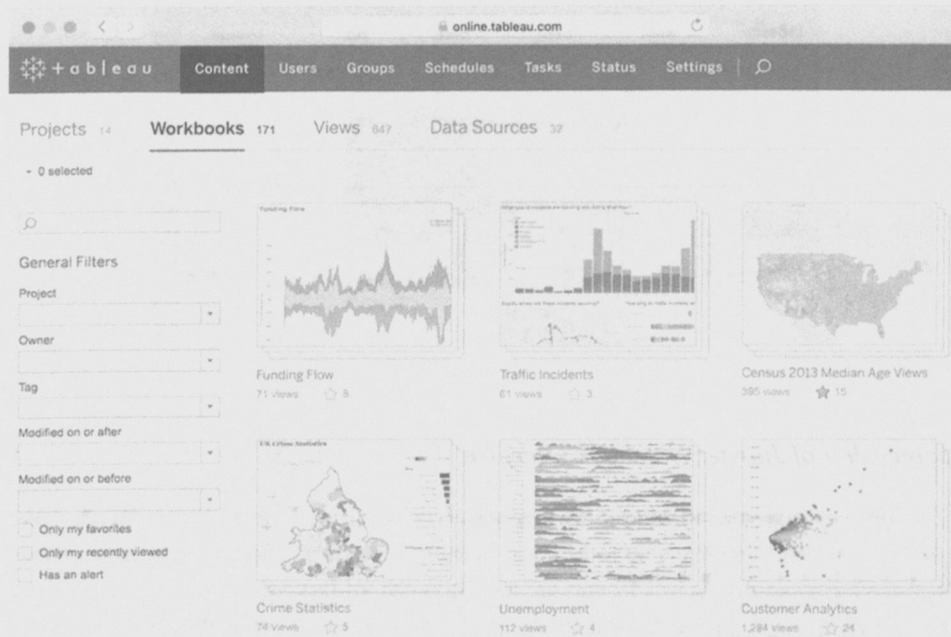 online.tableau.com
+ a b | e a u Content Users Groups Schedules Tasks Status Settings
Projects 14 Workbooks 171 Views 647 Data Sources 37
0 selected
General Filters
Project
Owner
Tag
Modified on or after
Modified on or before
Only my favorites
Only my recently viewed
Has an alert
Funding Flow
Funding Flow
71 views 8
Traffic Incidents
61 views 3
Census 2013 Median Age Views
395 views 15
UK Crime Statistics
Crime Statistics
74 views 5
Unemployment
112 views 4
Customer Analytics
1,284 views 24